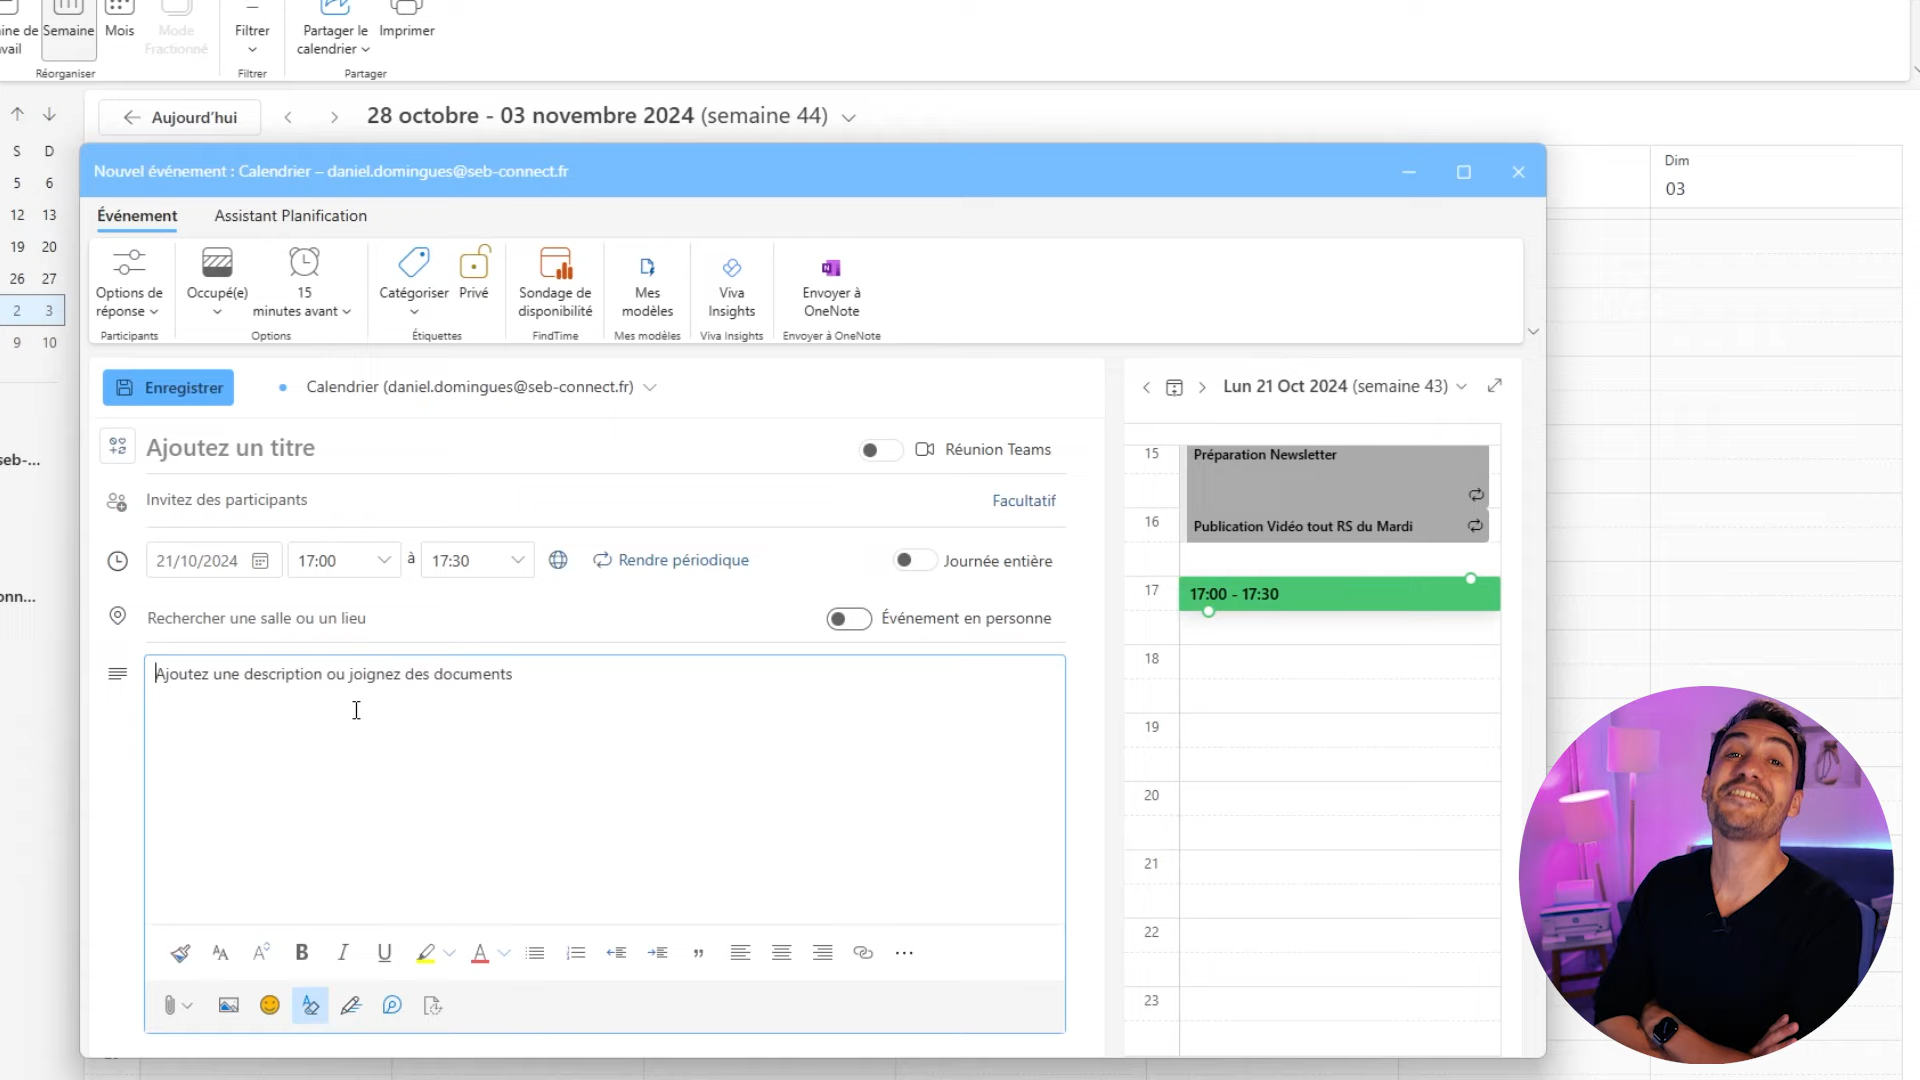 Semaine
Mois
Mode
Fractionné
Réorganiser
Filtrer
Filtrer
Partager le
calendrier
Imprimer
Partager
Aujourd'hui
28 octobre - 03 novembre 2024 (semaine 44)
S D
5 6
12 13
19 20
26 27
2 3
9 10
seb-...
onn...
Dim
03
Nouvel événement : Calendrier – daniel.domingues@seb-connect.fr
Événement
Assistant Planification
Options de
réponse
Participants
Occupé(e)
15
minutes avant
Options
Catégoriser
Privé
Étiquettes
Sondage de
disponibilité
FindTime
Mes
modèles
Mes modèles
Viva
Insights
Viva Insights
Envoyer à
OneNote
Envoyer à OneNote
Enregistrer
Calendrier (daniel.domingues@seb-connect.fr)
Ajoutez un titre
Réunion Teams
Invitez des participants
Facultatif
21/10/2024
17:00
à
17:30
Rendre périodique
Journée entière
Rechercher une salle ou un lieu
Événement en personne
Ajoutez une description ou joignez des documents
Lun 21 Oct 2024 (semaine 43)
15
Préparation Newsletter
16
Publication Vidéo tout RS du Mardi
17
17:00 - 17:30
18
19
20
21
22
23